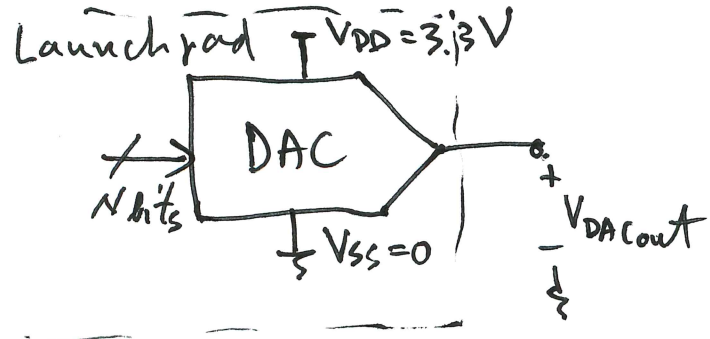 Launchpad
VDD = 3.3V
DAC
N bits
VSS = 0
+
VDACout
-